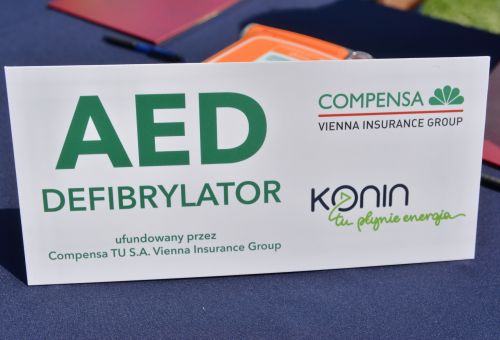 AED
DEFIBRYLATOR
ufundowany przez
Compensa TU S.A. Vienna Insurance Group
COMPENSA
VIENNA INSURANCE GROUP
KONIN
tu płynie energia